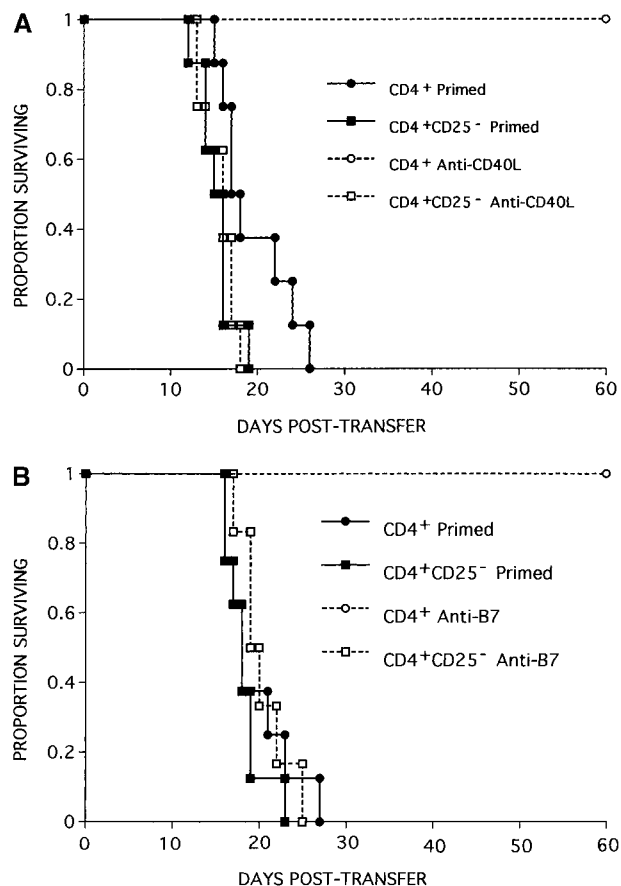 A
1
0.8
0.6
0.4
0.2
0
PROPORTION SURVIVING
CD4+ Primed
CD4+CD25- Primed
CD4+ Anti-CD40L
CD4+CD25- Anti-CD40L
0 10 20 30 40 50 60
DAYS POST-TRANSFER
B
1
0.8
0.6
0.4
0.2
0
PROPORTION SURVIVING
CD4+ Primed
CD4+CD25- Primed
CD4+ Anti-B7
CD4+CD25- Anti-B7
0 10 20 30 40 50 60
DAYS POST-TRANSFER